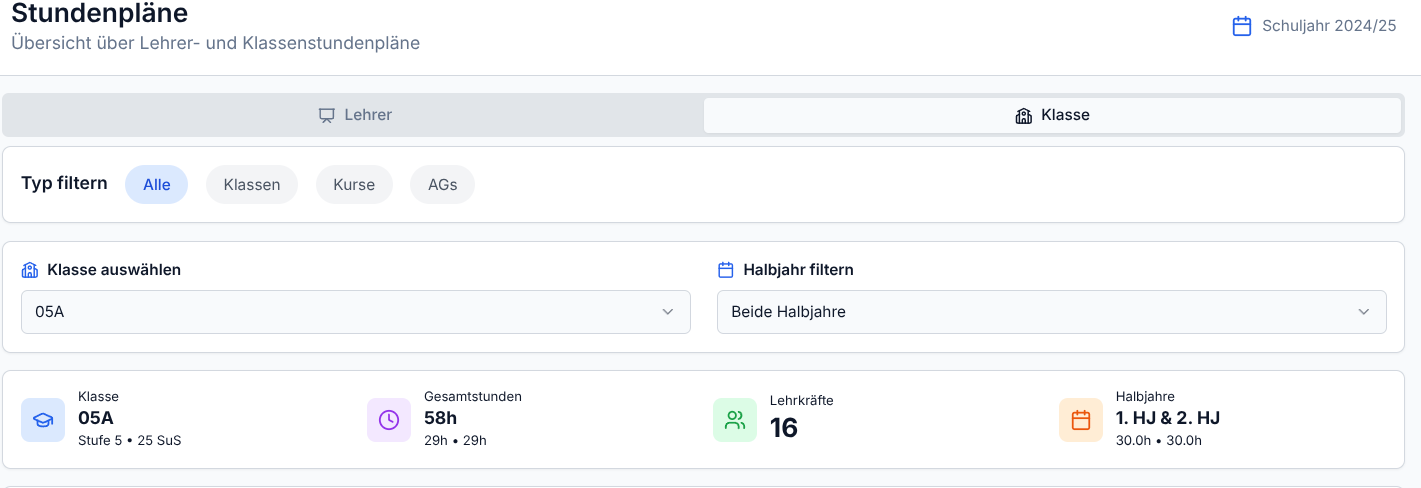 Stundenpläne
Übersicht über Lehrer- und Klassenstundenpläne
Schuljahr 2024/25
Lehrer
Klasse
Typ filtern
Alle
Klassen
Kurse
AGs
Klasse auswählen
05A
Halbjahr filtern
Beide Halbjahre
Klasse
05A
Stufe 5 • 25 SuS
Gesamtstunden
58h
29h • 29h
Lehrkräfte
16
Halbjahre
1. HJ & 2. HJ
30.0h • 30.0h